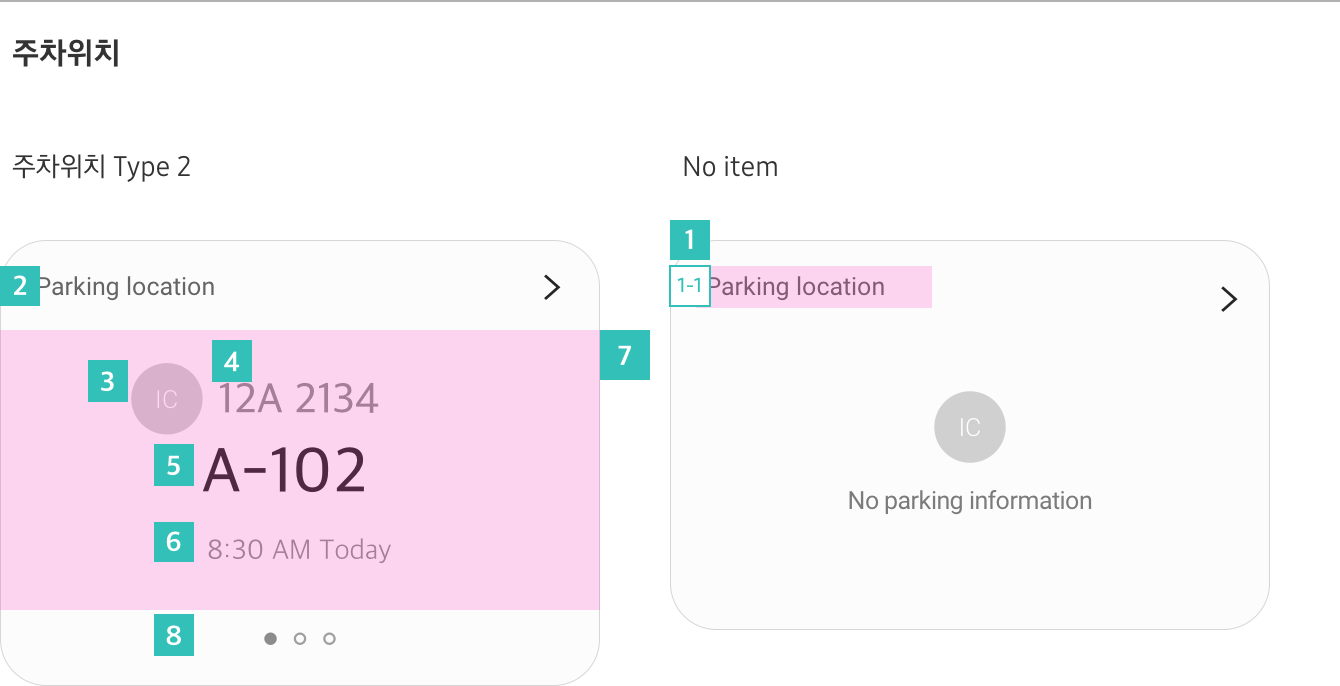 주차위치
주차위치 Type 2
No item
2 Parking location
7
3 IC
4 12A 2134
5 A-102
6 8:30 AM Today
8
1
1-1 Parking location
IC
No parking information